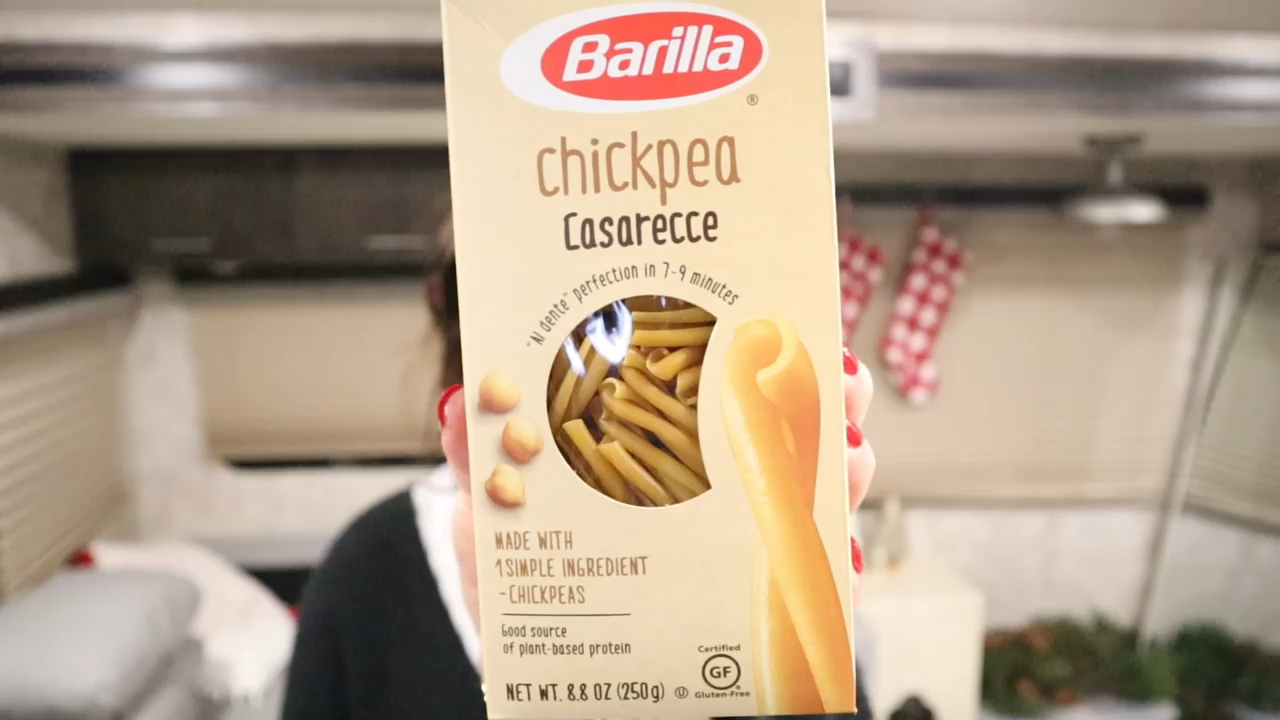 Barilla
®
chickpea
Casarecce
"Al dente" perfection in 7-9 minutes
MADE WITH
1 SIMPLE INGREDIENT
-CHICKPEAS
Good source
of plant-based protein
NET WT. 8.8 OZ (250g) Ⓤ
Certified
GF
®
Gluten-Free